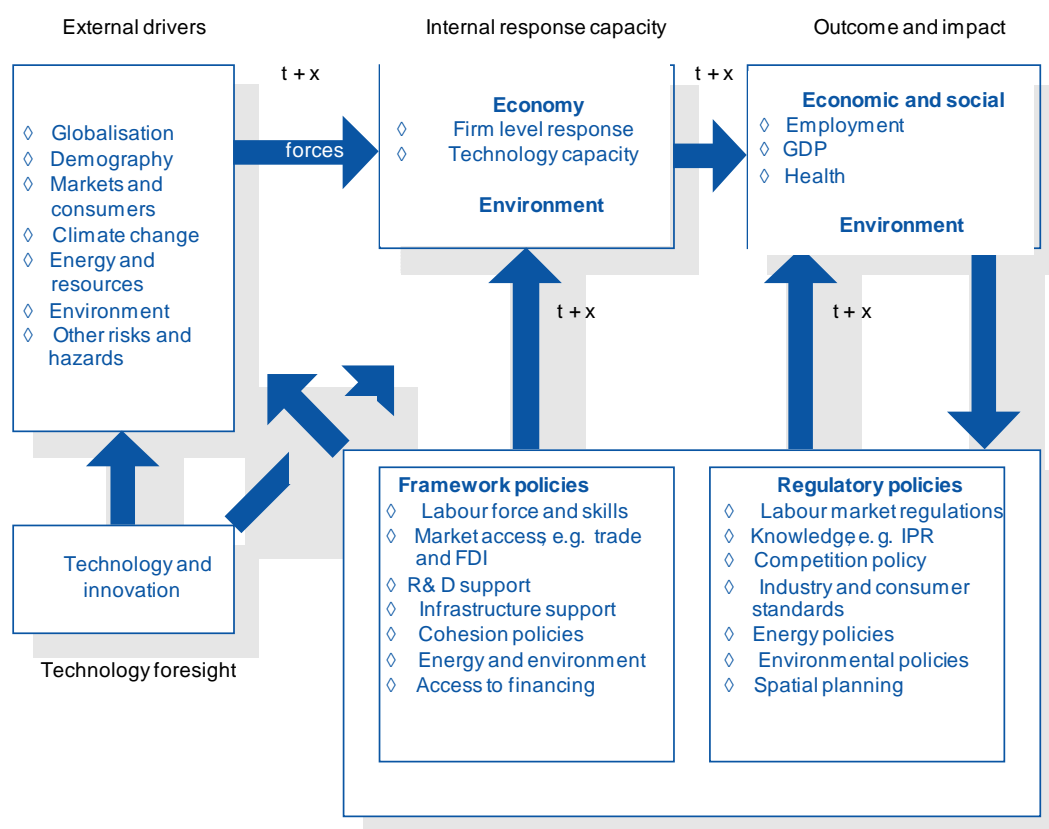 External drivers
Internal response capacity
Outcome and impact
t + x
t + x
◊ Globalisation
◊ Demography
◊ Markets and
consumers
◊ Climate change
◊ Energy and
resources
◊ Environment
◊ Other risks and
hazards
forces
Economy
◊ Firm level response
◊ Technology capacity
Environment
Economic and social
◊ Employment
◊ GDP
◊ Health
Environment
t + x
t + x
Technology and
innovation
Technology foresight
Framework policies
◊ Labour force and skills
◊ Market access, e.g. trade
and FDI
◊ R& D support
◊ Infrastructure support
◊ Cohesion policies
◊ Energy and environment
◊ Access to financing
Regulatory policies
◊ Labour market regulations
◊ Knowledge, e. g. IPR
◊ Competition policy
◊ Industry and consumer
standards
◊ Energy policies
◊ Environmental policies
◊ Spatial planning